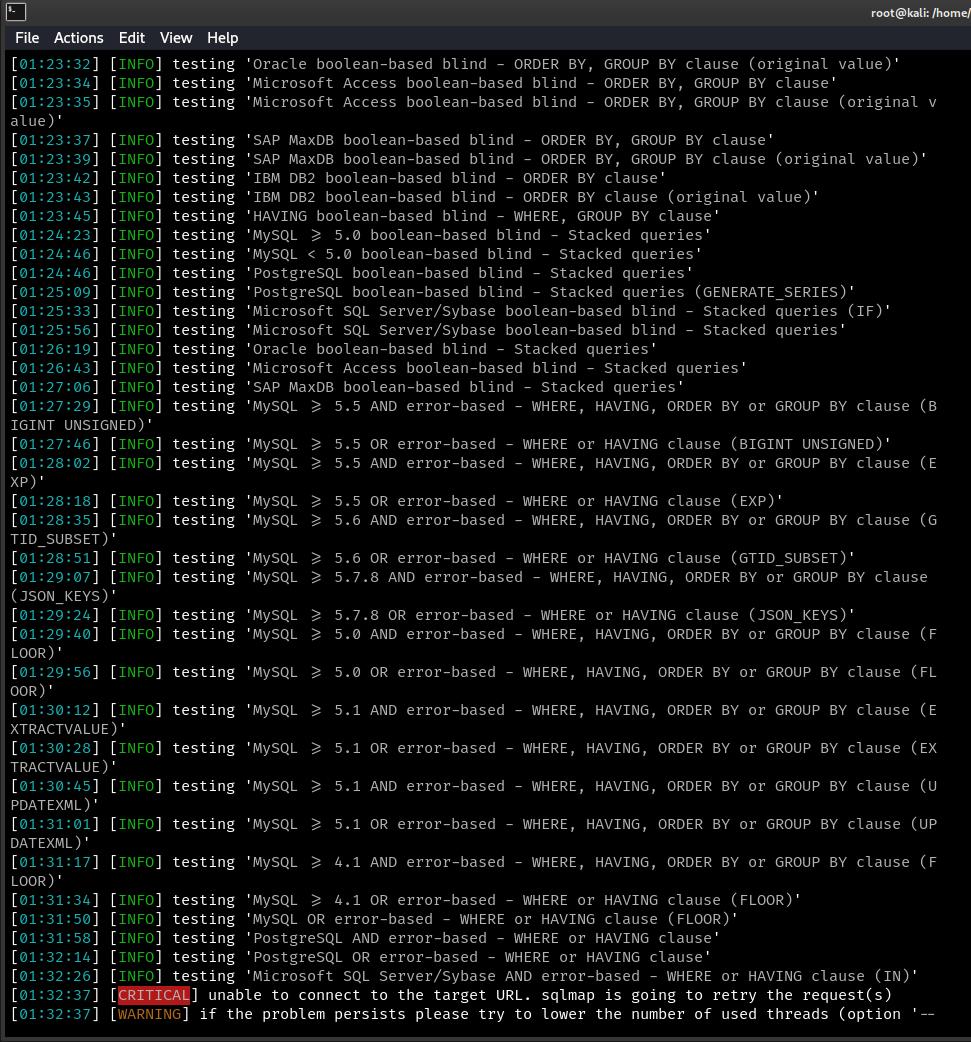 root@kali: /home/
File Actions Edit View Help
[01:23:32] [INFO] testing 'Oracle boolean-based blind - ORDER BY, GROUP BY clause (original value)'
[01:23:34] [INFO] testing 'Microsoft Access boolean-based blind - ORDER BY, GROUP BY clause'
[01:23:35] [INFO] testing 'Microsoft Access boolean-based blind - ORDER BY, GROUP BY clause (original v
alue)'
[01:23:37] [INFO] testing 'SAP MaxDB boolean-based blind - ORDER BY, GROUP BY clause'
[01:23:39] [INFO] testing 'SAP MaxDB boolean-based blind - ORDER BY, GROUP BY clause (original value)'
[01:23:42] [INFO] testing 'IBM DB2 boolean-based blind - ORDER BY clause'
[01:23:43] [INFO] testing 'IBM DB2 boolean-based blind - ORDER BY clause (original value)'
[01:23:45] [INFO] testing 'HAVING boolean-based blind - WHERE, GROUP BY clause'
[01:24:23] [INFO] testing 'MySQL ≥ 5.0 boolean-based blind - Stacked queries'
[01:24:46] [INFO] testing 'MySQL < 5.0 boolean-based blind - Stacked queries'
[01:24:46] [INFO] testing 'PostgreSQL boolean-based blind - Stacked queries'
[01:25:09] [INFO] testing 'PostgreSQL boolean-based blind - Stacked queries (GENERATE_SERIES)'
[01:25:33] [INFO] testing 'Microsoft SQL Server/Sybase boolean-based blind - Stacked queries (IF)'
[01:25:56] [INFO] testing 'Microsoft SQL Server/Sybase boolean-based blind - Stacked queries'
[01:26:19] [INFO] testing 'Oracle boolean-based blind - Stacked queries'
[01:26:43] [INFO] testing 'Microsoft Access boolean-based blind - Stacked queries'
[01:27:06] [INFO] testing 'SAP MaxDB boolean-based blind - Stacked queries'
[01:27:29] [INFO] testing 'MySQL ≥ 5.5 AND error-based - WHERE, HAVING, ORDER BY or GROUP BY clause (B
IGINT UNSIGNED)'
[01:27:46] [INFO] testing 'MySQL ≥ 5.5 OR error-based - WHERE or HAVING clause (BIGINT UNSIGNED)'
[01:28:02] [INFO] testing 'MySQL ≥ 5.5 AND error-based - WHERE, HAVING, ORDER BY or GROUP BY clause (E
XP)'
[01:28:18] [INFO] testing 'MySQL ≥ 5.5 OR error-based - WHERE or HAVING clause (EXP)'
[01:28:35] [INFO] testing 'MySQL ≥ 5.6 AND error-based - WHERE, HAVING, ORDER BY or GROUP BY clause (G
TID_SUBSET)'
[01:28:51] [INFO] testing 'MySQL ≥ 5.6 OR error-based - WHERE or HAVING clause (GTID_SUBSET)'
[01:29:07] [INFO] testing 'MySQL ≥ 5.7.8 AND error-based - WHERE, HAVING, ORDER BY or GROUP BY clause
(JSON_KEYS)'
[01:29:24] [INFO] testing 'MySQL ≥ 5.7.8 OR error-based - WHERE or HAVING clause (JSON_KEYS)'
[01:29:40] [INFO] testing 'MySQL ≥ 5.0 AND error-based - WHERE, HAVING, ORDER BY or GROUP BY clause (F
LOOR)'
[01:29:56] [INFO] testing 'MySQL ≥ 5.0 OR error-based - WHERE, HAVING, ORDER BY or GROUP BY clause (FL
OOR)'
[01:30:12] [INFO] testing 'MySQL ≥ 5.1 AND error-based - WHERE, HAVING, ORDER BY or GROUP BY clause (E
XTRACTVALUE)'
[01:30:28] [INFO] testing 'MySQL ≥ 5.1 OR error-based - WHERE, HAVING, ORDER BY or GROUP BY clause (EX
TRACTVALUE)'
[01:30:45] [INFO] testing 'MySQL ≥ 5.1 AND error-based - WHERE, HAVING, ORDER BY or GROUP BY clause (U
PDATEXML)'
[01:31:01] [INFO] testing 'MySQL ≥ 5.1 OR error-based - WHERE, HAVING, ORDER BY or GROUP BY clause (UP
DATEXML)'
[01:31:17] [INFO] testing 'MySQL ≥ 4.1 AND error-based - WHERE, HAVING, ORDER BY or GROUP BY clause (F
LOOR)'
[01:31:34] [INFO] testing 'MySQL ≥ 4.1 OR error-based - WHERE or HAVING clause (FLOOR)'
[01:31:50] [INFO] testing 'MySQL OR error-based - WHERE or HAVING clause (FLOOR)'
[01:31:58] [INFO] testing 'PostgreSQL AND error-based - WHERE or HAVING clause'
[01:32:14] [INFO] testing 'PostgreSQL OR error-based - WHERE or HAVING clause'
[01:32:26] [INFO] testing 'Microsoft SQL Server/Sybase AND error-based - WHERE or HAVING clause (IN)'
[01:32:37] [CRITICAL] unable to connect to the target URL. sqlmap is going to retry the request(s)
[01:32:37] [WARNING] if the problem persists please try to lower the number of used threads (option '--